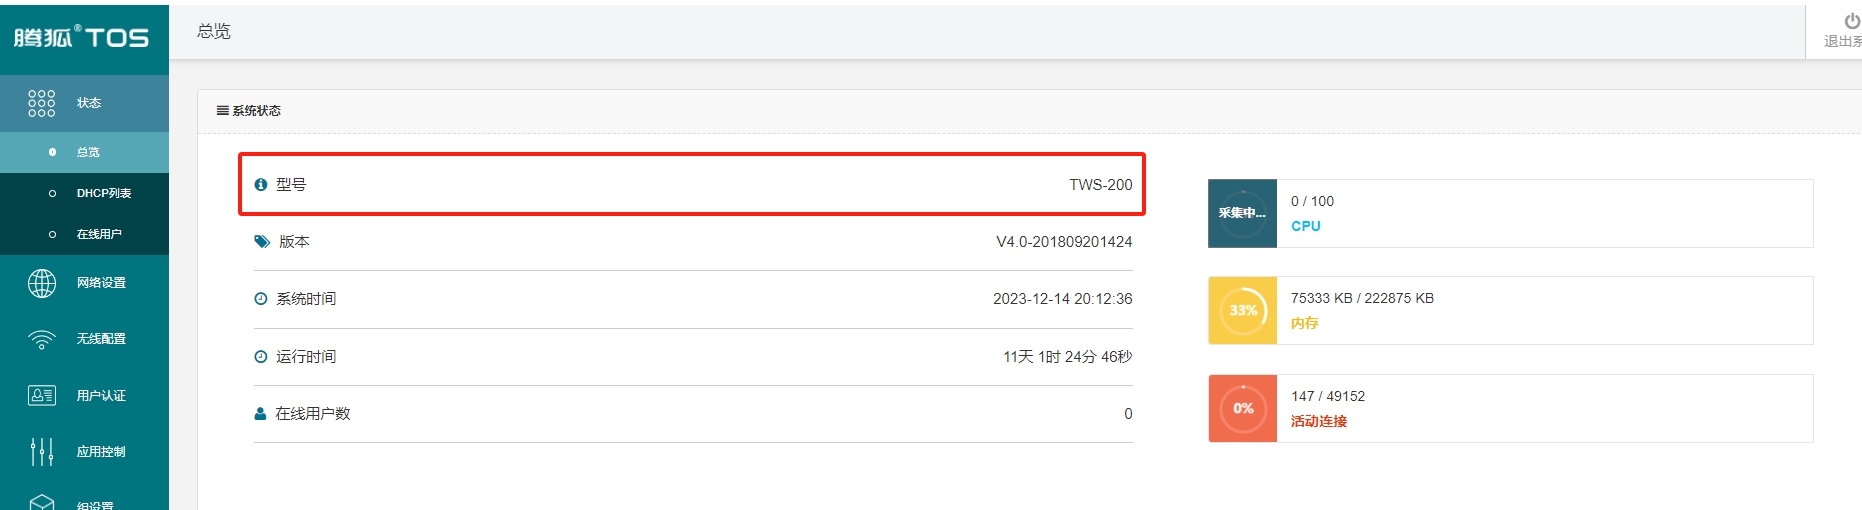 腾狐®TOS
总览
退出系
状态
总览
DHCP列表
在线用户
网络设置
无线配置
用户认证
应用控制
组设置
系统状态
型号 TWS-200
版本 V4.0-201809201424
系统时间 2023-12-14 20:12:36
运行时间 11天 1时 24分 46秒
在线用户数 0
采集中...
0 / 100
CPU
33%
75333 KB / 222875 KB
内存
0%
147 / 49152
活动连接